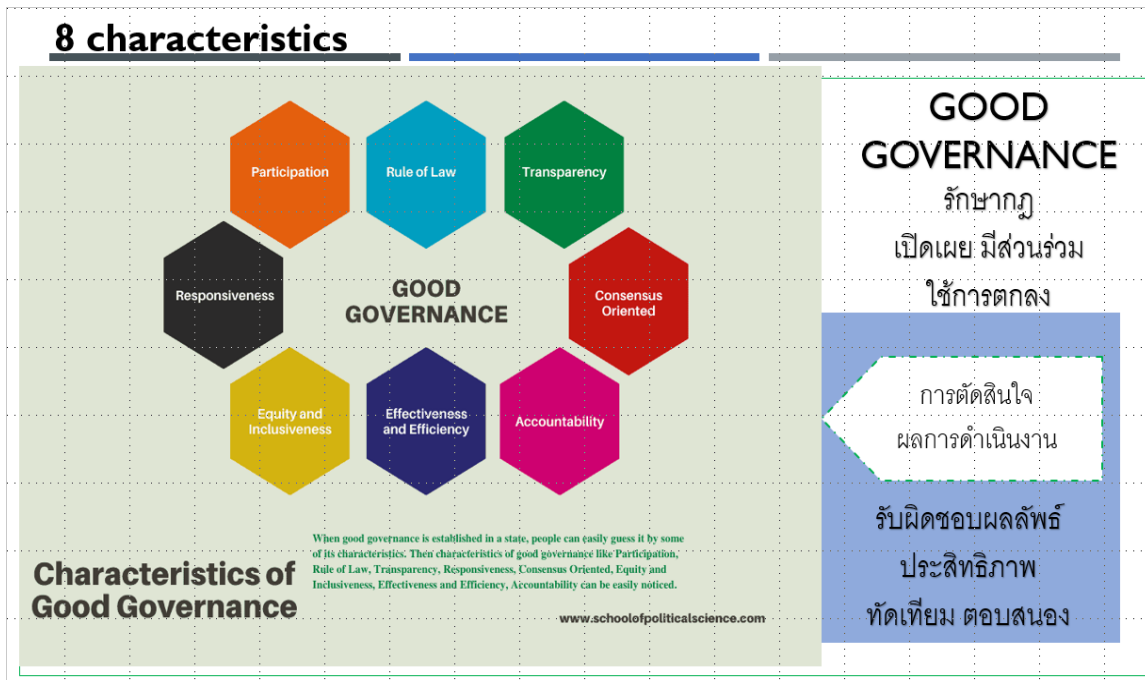 8 characteristics
Participation
Rule of Law
Transparency
Responsiveness
GOOD
GOVERNANCE
Consensus
Oriented
Equity and
Inclusiveness
Effectiveness
and Efficiency
Accountability
When good governance is established in a state, people can easily guess it by some
of its characteristics. Then characteristics of good governance like Participation,
Rule of Law, Transparency, Responsiveness, Consensus Oriented, Equity and
Inclusiveness, Effectiveness and Efficiency, Accountability can be easily noticed.
Characteristics of
Good Governance
www.schoolofpoliticalscience.com
GOOD
GOVERNANCE
รักษากฎ
เปิดเผย มีส่วนร่วม
ใช้การตกลง
การตัดสินใจ
ผลการดำเนินงาน
รับผิดชอบผลลัพธ์
ประสิทธิภาพ
ทัดเทียม ตอบสนอง